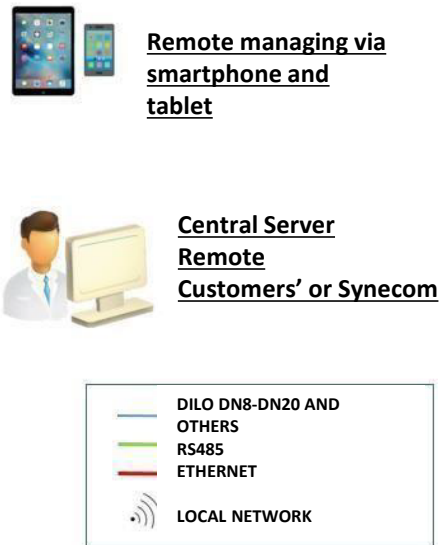 Remote managing via
smartphone and
tablet
Central Server
Remote
Customers' or Synecom
DILO DN8-DN20 AND
OTHERS
RS485
ETHERNET
LOCAL NETWORK